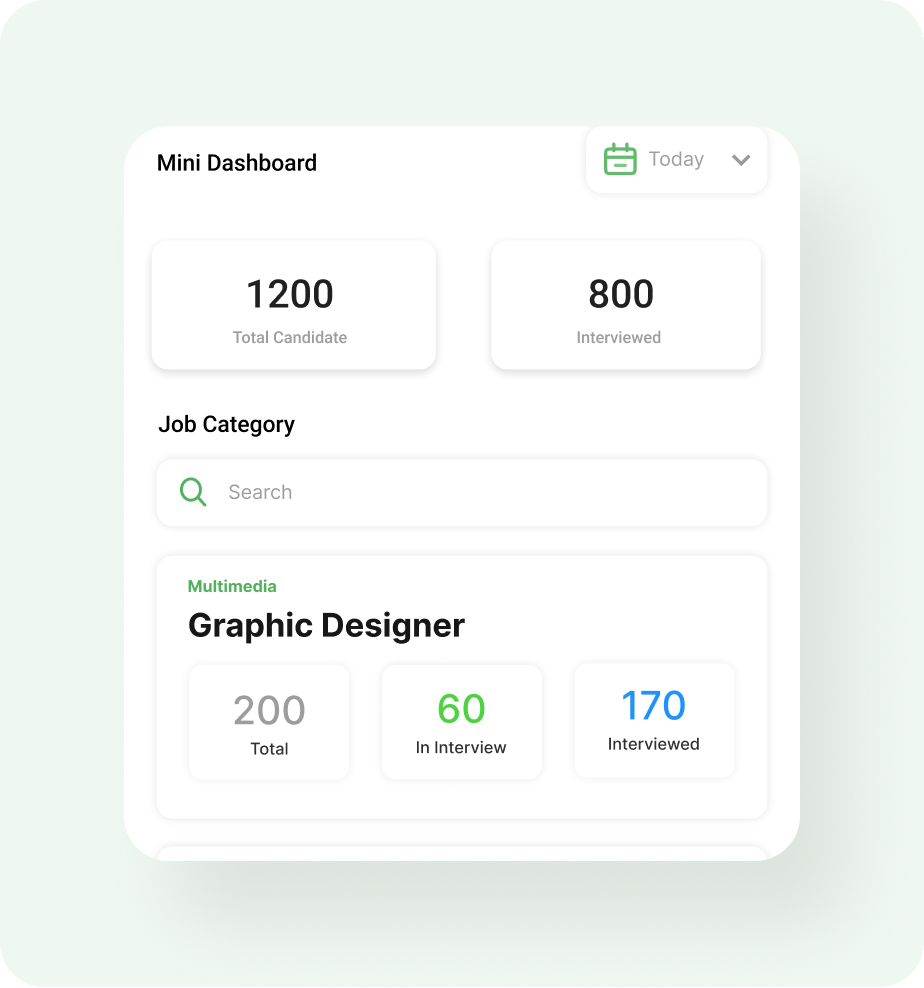 Mini Dashboard
Today
1200
Total Candidate
800
Interviewed
Job Category
Search
Multimedia
Graphic Designer
200
Total
60
In Interview
170
Interviewed